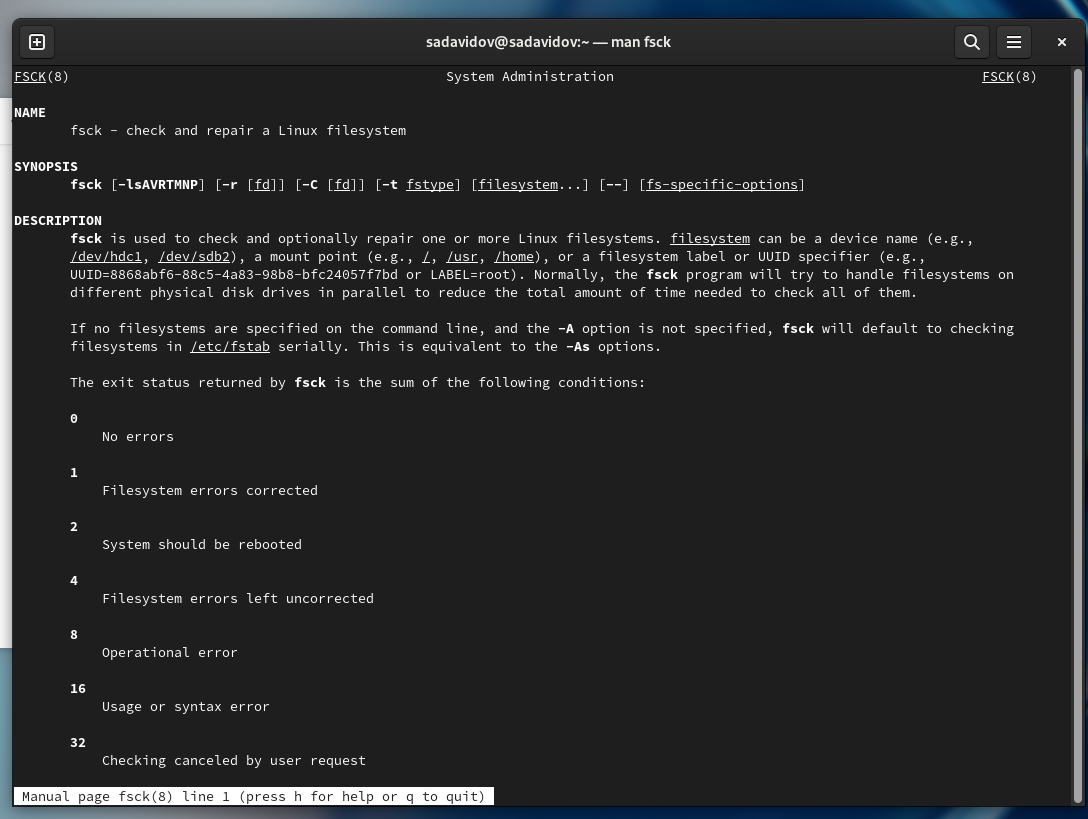 sadavidov@sadavidov:~ — man fsck
FSCK(8) System Administration FSCK(8)
NAME
fsck - check and repair a Linux filesystem
SYNOPSIS
fsck [-lsAVRTMNP] [-r [fd]] [-C [fd]] [-t fstype] [filesystem...] [--] [fs-specific-options]
DESCRIPTION
fsck is used to check and optionally repair one or more Linux filesystems. filesystem can be a device name (e.g.,
/dev/hdc1, /dev/sdb2), a mount point (e.g., /, /usr, /home), or a filesystem label or UUID specifier (e.g.,
UUID=8868abf6-88c5-4a83-98b8-bfc24057f7bd or LABEL=root). Normally, the fsck program will try to handle filesystems on
different physical disk drives in parallel to reduce the total amount of time needed to check all of them.
If no filesystems are specified on the command line, and the -A option is not specified, fsck will default to checking
filesystems in /etc/fstab serially. This is equivalent to the -As options.
The exit status returned by fsck is the sum of the following conditions:
0
No errors
1
Filesystem errors corrected
2
System should be rebooted
4
Filesystem errors left uncorrected
8
Operational error
16
Usage or syntax error
32
Checking canceled by user request
Manual page fsck(8) line 1 (press h for help or q to quit)